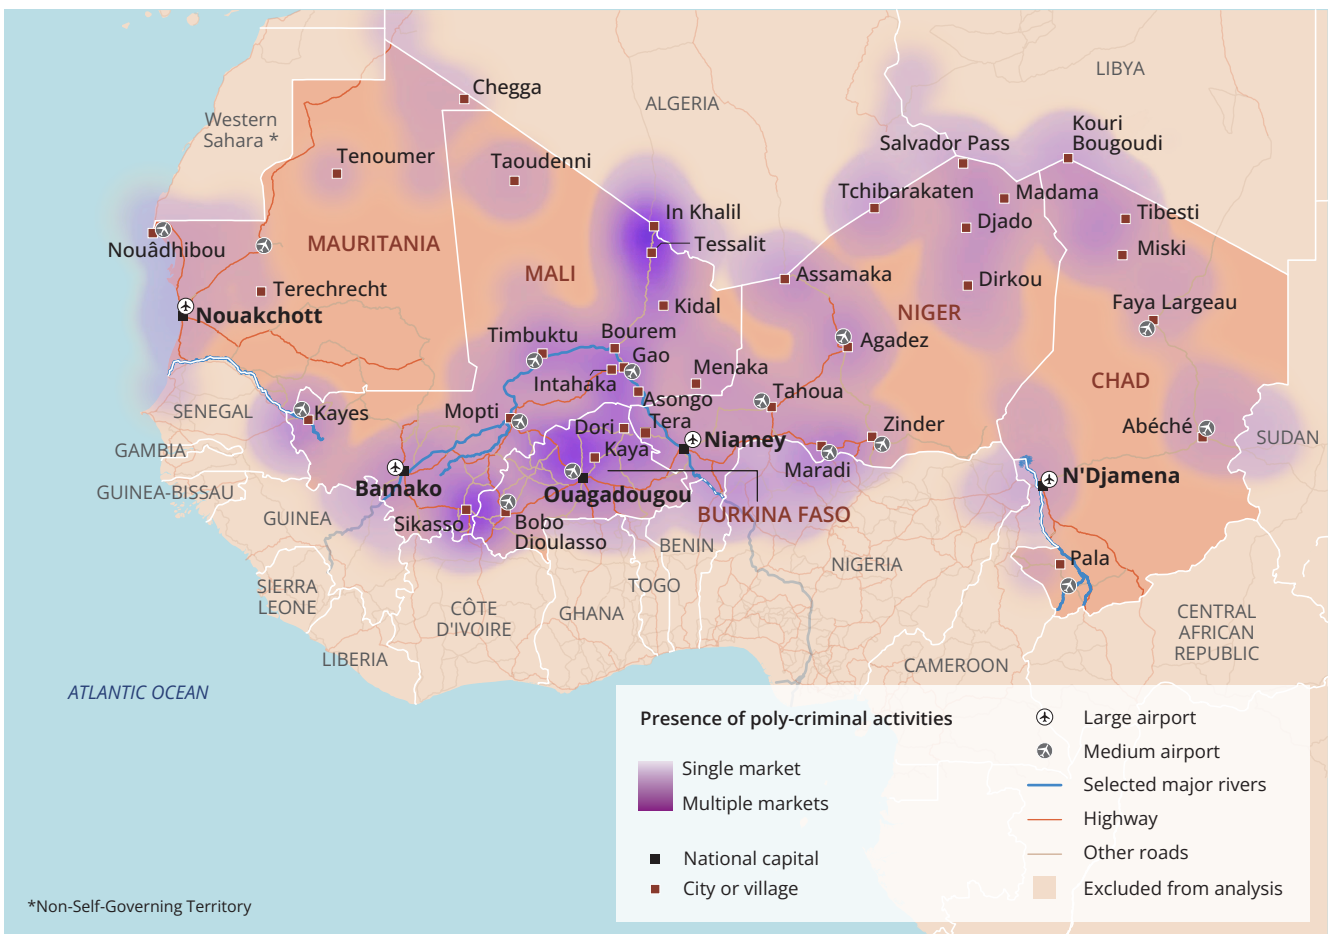 Chegga
LIBYA
ALGERIA
Western
Sahara *
Kouri
Bougoudi
Tenoumer
Taoudenni
Salvador Pass
Tchibarakaten
Madama
In Khalil
Tibesti
Djado
Nouâdhibou
MAURITANIA
Tessalit
Miski
MALI
Assamaka
Dirkou
Terechrecht
Kidal
NIGER
Faya Largeau
Nouakchott
Timbuktu
Bourem
Agadez
Gao
Intahaka
Menaka
CHAD
Tahoua
Asongo
SENEGAL
Kayes
Mopti
Dori
Tera
Zinder
Abéché
Niamey
SUDAN
GAMBIA
Kaya
Maradi
N'Djamena
Bamako
Ouagadougou
GUINEA-BISSAU
BURKINA FASO
GUINEA
Sikasso
Bobo
Dioulasso
BENIN
NIGERIA
Pala
SIERRA
LEONE
TOGO
CÔTE
D'IVOIRE
GHANA
CENTRAL
AFRICAN
REPUBLIC
LIBERIA
CAMEROON
ATLANTIC OCEAN
Presence of poly-criminal activities
Single market
Multiple markets
National capital
City or village
Large airport
Medium airport
Selected major rivers
Highway
Other roads
Excluded from analysis
*Non-Self-Governing Territory